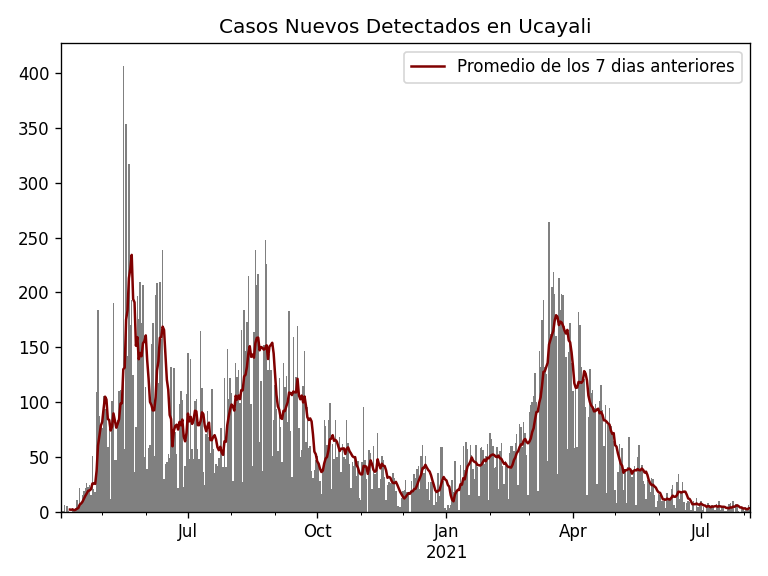 Casos Nuevos Detectados en Ucayali
Promedio de los 7 dias anteriores
400
350
300
250
200
150
100
50
0
Jul
Oct
Jan
2021
Apr
Jul